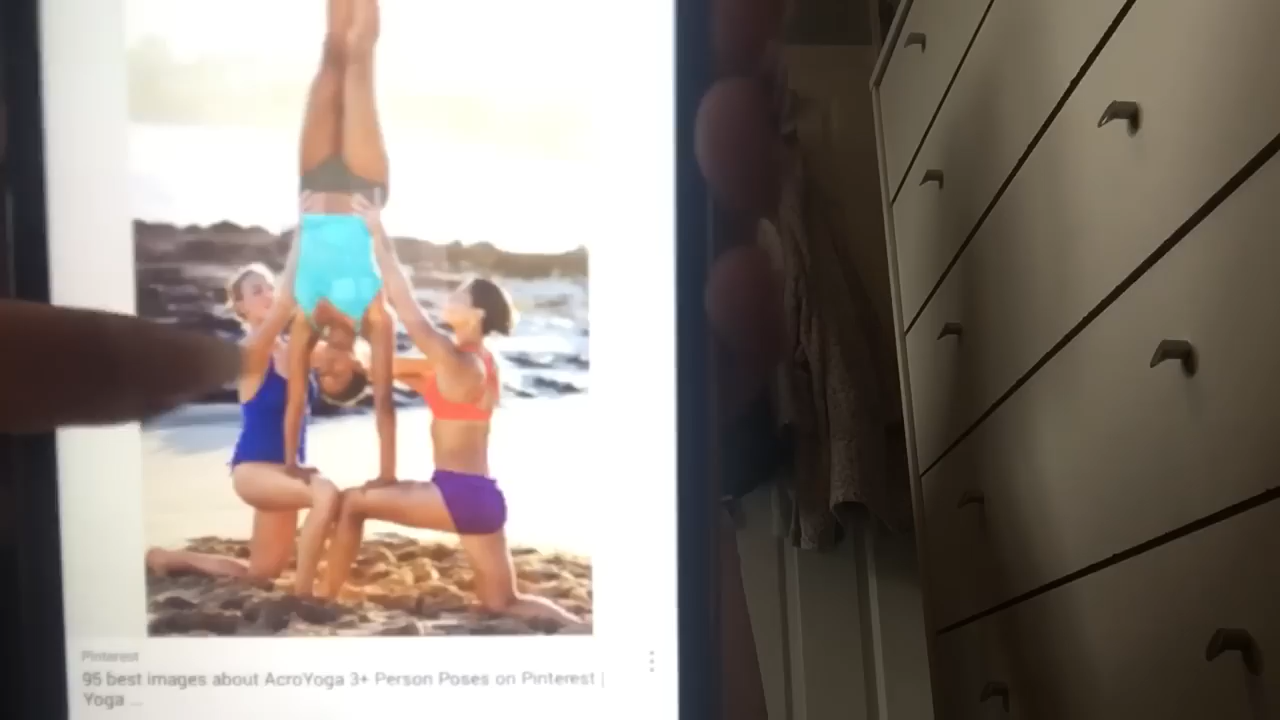 Pinterest
95 best images about AcroYoga 3+ Person Poses on Pinterest |
Yoga ...